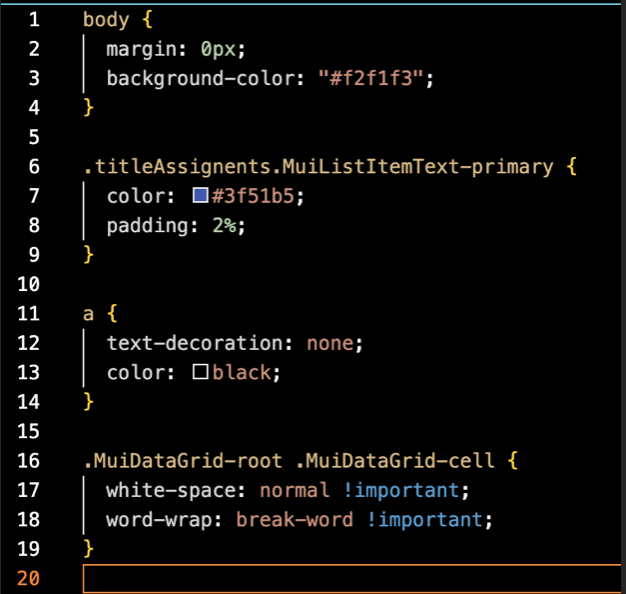 1 body {
2 margin: 0px;
3 background-color: "#f2f1f3";
4 }
5
6 .titleAssignents.MuiListItemText-primary {
7 color: #3f51b5;
8 padding: 2%;
9 }
10
11 a {
12 text-decoration: none;
13 color: black;
14 }
15
16 .MuiDataGrid-root .MuiDataGrid-cell {
17 white-space: normal !important;
18 word-wrap: break-word !important;
19 }
20